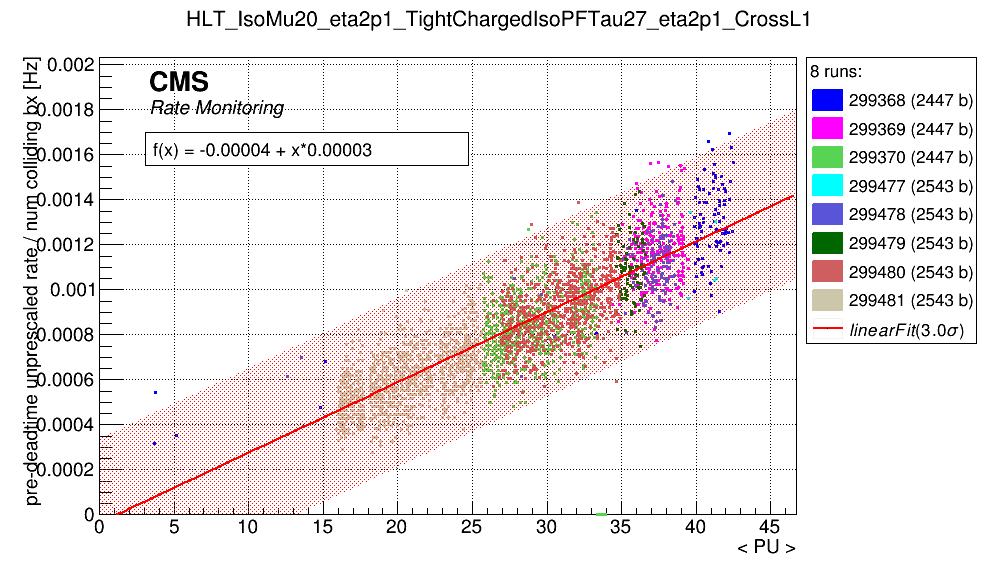 HLT_IsoMu20_eta2p1_TightChargedIsoPFTau27_eta2p1_CrossL1
pre-deadtime unprescaled rate / num colliding bx [Hz]
0.002
0.0018
0.0016
0.0014
0.0012
0.001
0.0008
0.0006
0.0004
0.0002
0
CMS
Rate Monitoring
f(x) = -0.00004 + x*0.00003
0 5 10 15 20 25 30 35 40 45
< PU >
8 runs:
299368 (2447 b)
299369 (2447 b)
299370 (2447 b)
299477 (2543 b)
299478 (2543 b)
299479 (2543 b)
299480 (2543 b)
299481 (2543 b)
linearFit(3.0σ)